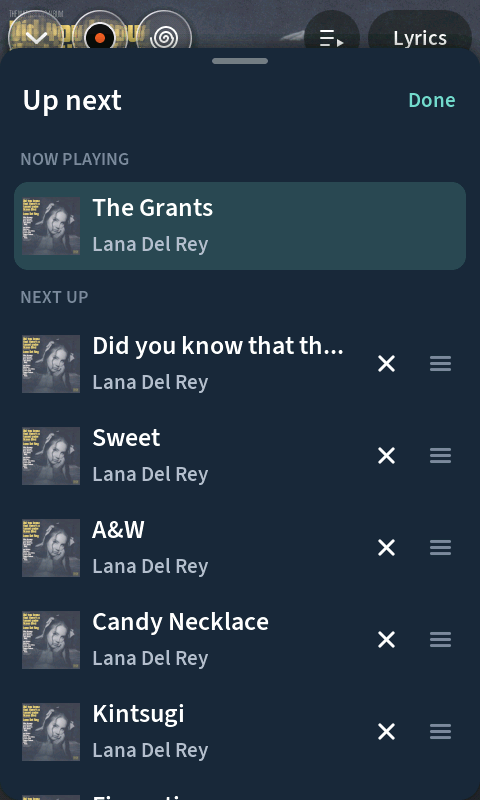 Lyrics
Up next
Done
NOW PLAYING
The Grants
Lana Del Rey
NEXT UP
Did you know that th...
Lana Del Rey
Sweet
Lana Del Rey
A&W
Lana Del Rey
Candy Necklace
Lana Del Rey
Kintsugi
Lana Del Rey